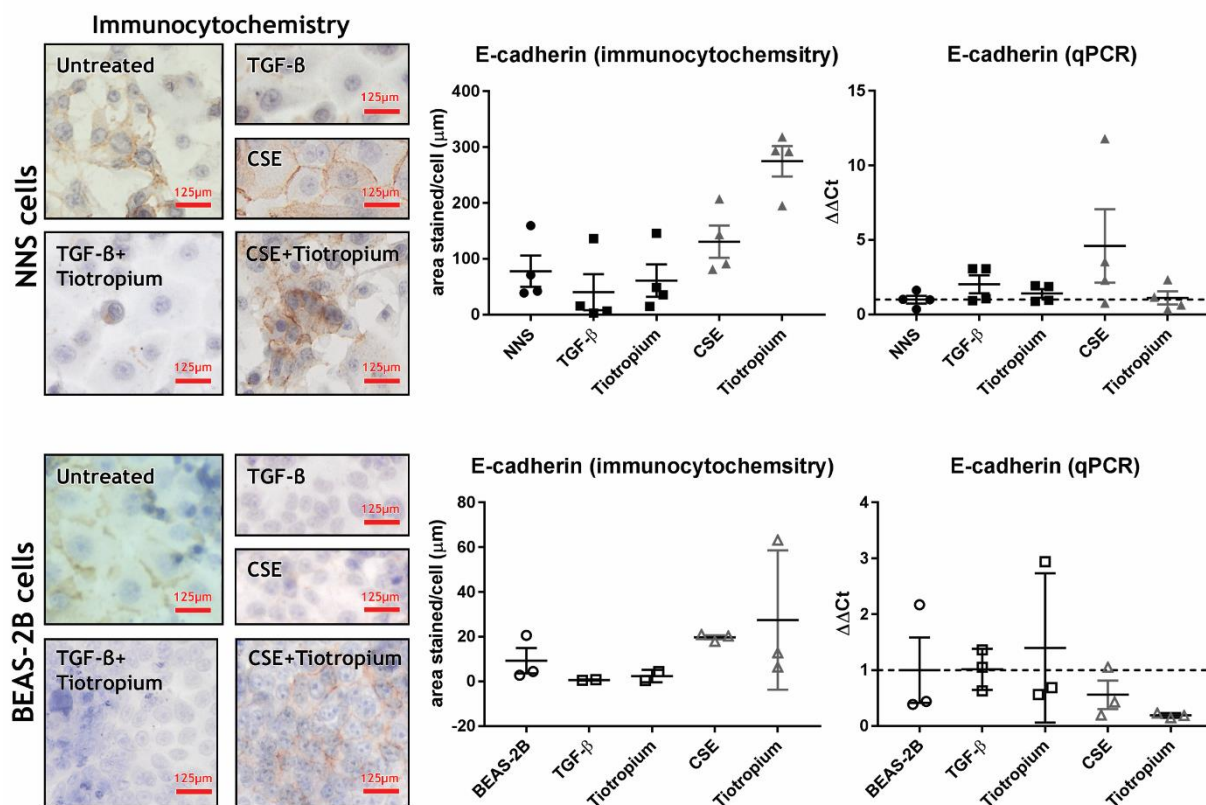 Immunocytochemistry
NNS cells
Untreated
125µm
TGF-β
125µm
CSE
125µm
TGF-β+
Tiotropium
125µm
CSE+Tiotropium
125µm
E-cadherin (immunocytochemsitry)
area stained/cell (µm)
400
300
200
100
0
NNS
TGF-β
Tiotropium
CSE
Tiotropium
E-cadherin (qPCR)
ΔΔCt
15
10
5
0
NNS
TGF-β
Tiotropium
CSE
Tiotropium
BEAS-2B cells
Untreated
125µm
TGF-β
125µm
CSE
125µm
TGF-β+
Tiotropium
125µm
CSE+Tiotropium
125µm
E-cadherin (immunocytochemsitry)
area stained/cell (µm)
80
60
40
20
0
-20
BEAS-2B
TGF-β
Tiotropium
CSE
Tiotropium
E-cadherin (qPCR)
ΔΔCt
4
3
2
1
0
BEAS-2B
TGF-β
Tiotropium
CSE
Tiotropium